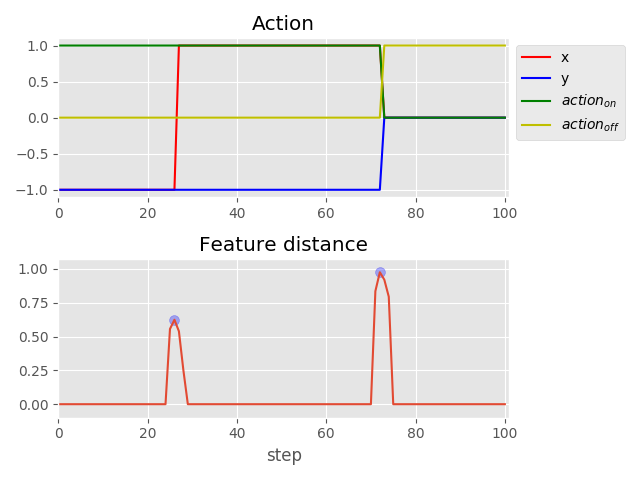 Action
1.0
0.5
0.0
−0.5
−1.0
0 20 40 60 80 100
x
y
action_on
action_off
Feature distance
1.00
0.75
0.50
0.25
0.00
0 20 40 60 80 100
step